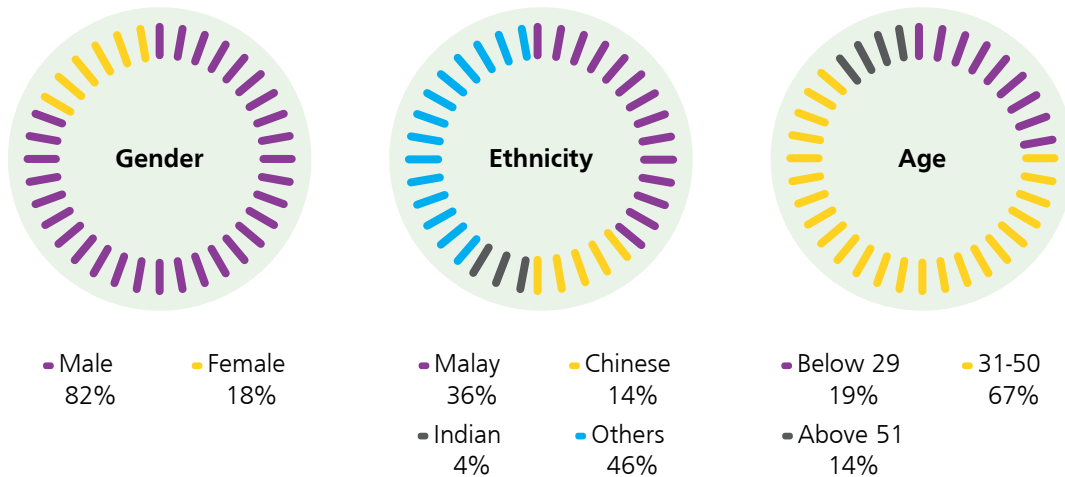 Gender
Ethnicity
Age
Male
82%
Female
18%
Malay
36%
Chinese
14%
Indian
4%
Others
46%
Below 29
19%
31-50
67%
Above 51
14%